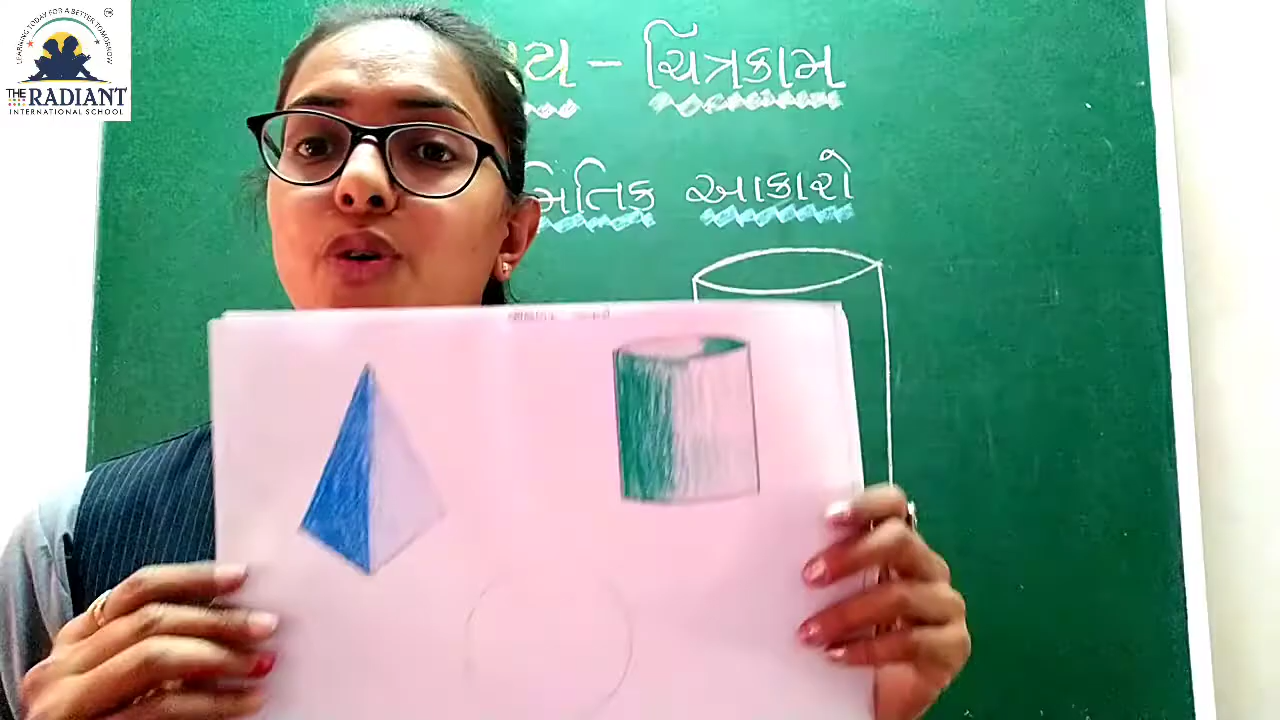 LEARNING TODAY FOR A BETTER TOMORROW
THE RADIANT
INTERNATIONAL SCHOOL
– ચિત્રકામ
આકારો